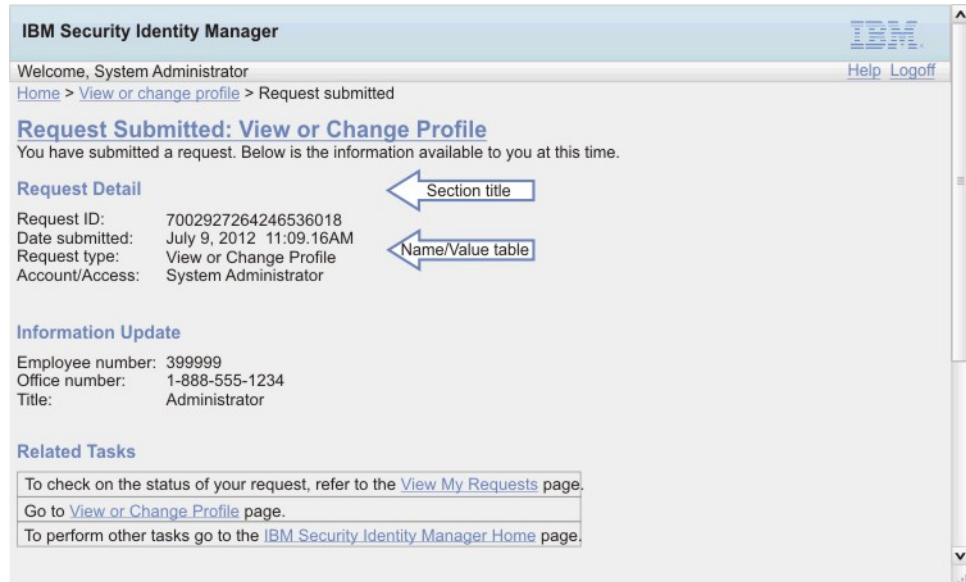 IBM Security Identity Manager
IBM.
Welcome, System Administrator
Help Logoff
Home > View or change profile > Request submitted
Request Submitted: View or Change Profile
You have submitted a request. Below is the information available to you at this time.
Request Detail
Section title
Request ID: 7002927264246536018
Date submitted: July 9, 2012 11:09.16AM
Name/Value table
Request type: View or Change Profile
Account/Access: System Administrator
Information Update
Employee number: 399999
Office number: 1-888-555-1234
Title: Administrator
Related Tasks
To check on the status of your request, refer to the View My Requests page.
Go to View or Change Profile page.
To perform other tasks go to the IBM Security Identity Manager Home page.